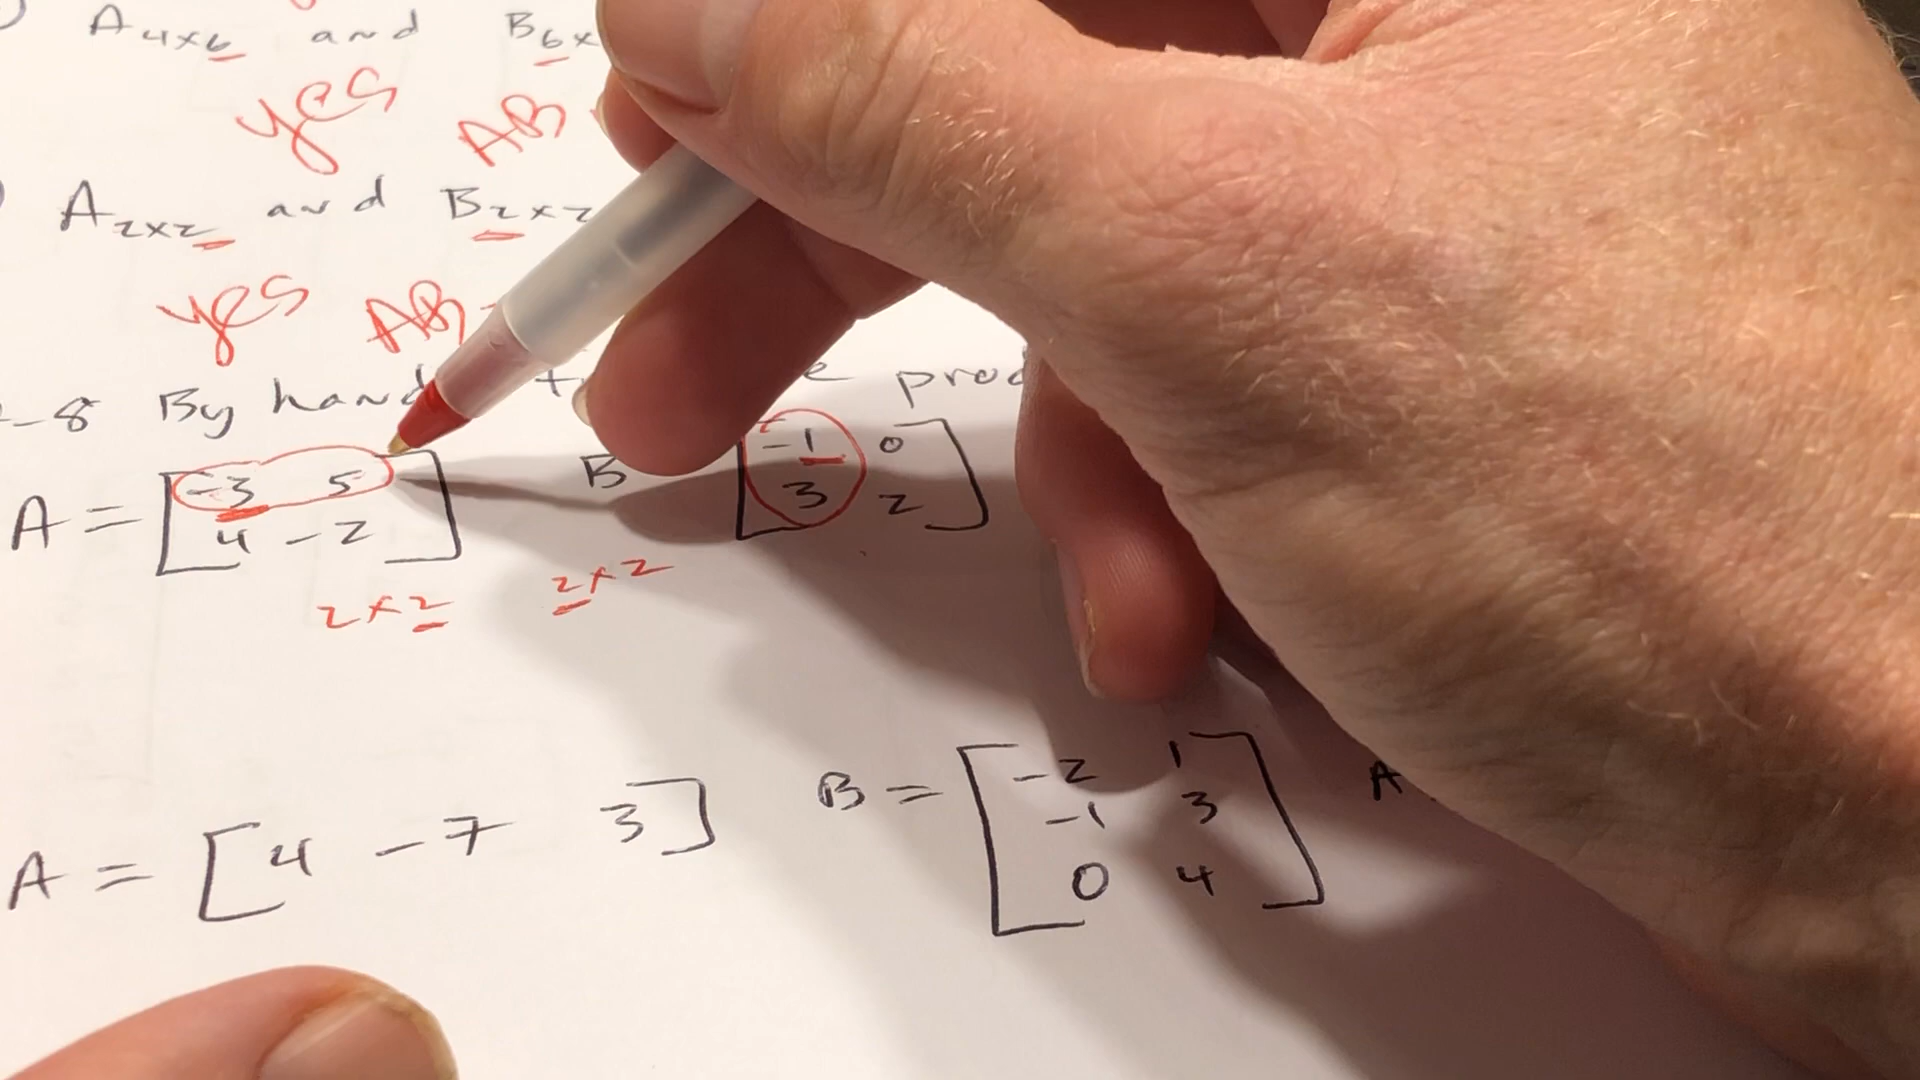 A4x6 and B6x
yes AB
A2x2 and B2x2
yes AB
-8 By hand
A = [-3 5 B [-1 0
4 -2] 3 2]
2x2 2x2
A = [4 -7 3] B = [-2 1 A
-1 3
0 4]